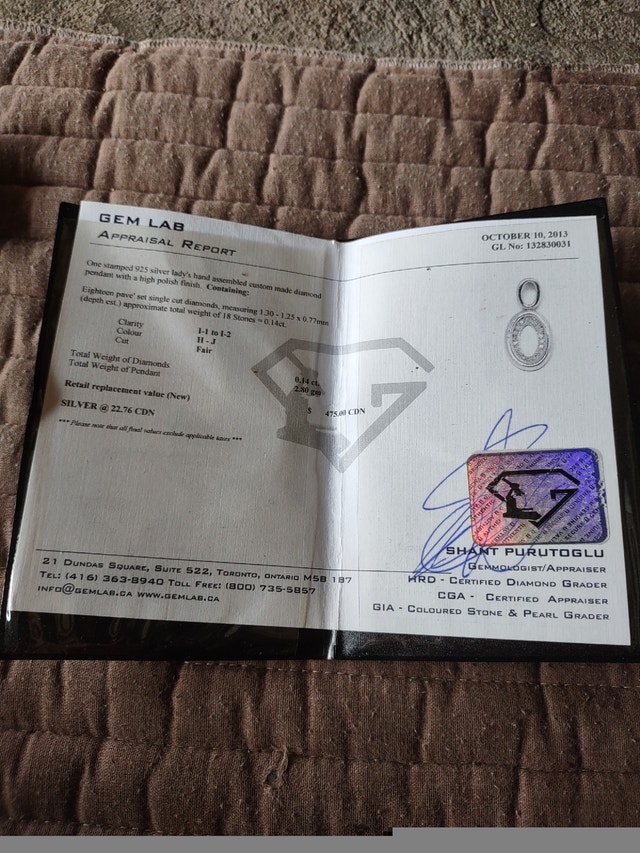 GEM LAB
APPRAISAL REPORT
One stamped 925 silver lady's hand assembled custom made diamond
pendant with a high polish finish. Containing:
Eighteen pave' set single cut diamonds, measuring 1.30 - 1.25 x 0.77mm
(depth est.) approximate total weight of 18 Stones = 0.14ct.
Clarity I-1 to I-2
Colour H - J
Cut Fair
Total Weight of Diamonds 0.14 ct.
Total Weight of Pendant 2.80 gm
Retail replacement value (New) $ 475.00 CDN
SILVER @ 22.76 CDN
*** Please note that all final values exclude applicable taxes ***
21 DUNDAS SQUARE, SUITE 522, TORONTO, ONTARIO M5B 1B7
TEL: (416) 363-8940 TOLL FREE: (800) 735-5857
INFO@GEMLAB.CA WWW.GEMLAB.CA
OCTOBER 10, 2013
GL No: 132830031
SHANT PURUTOGLU
GEMMOLOGIST/APPRAISER
HRD - CERTIFIED DIAMOND GRADER
CGA - CERTIFIED APPRAISER
GIA - COLOURED STONE & PEARL GRADER